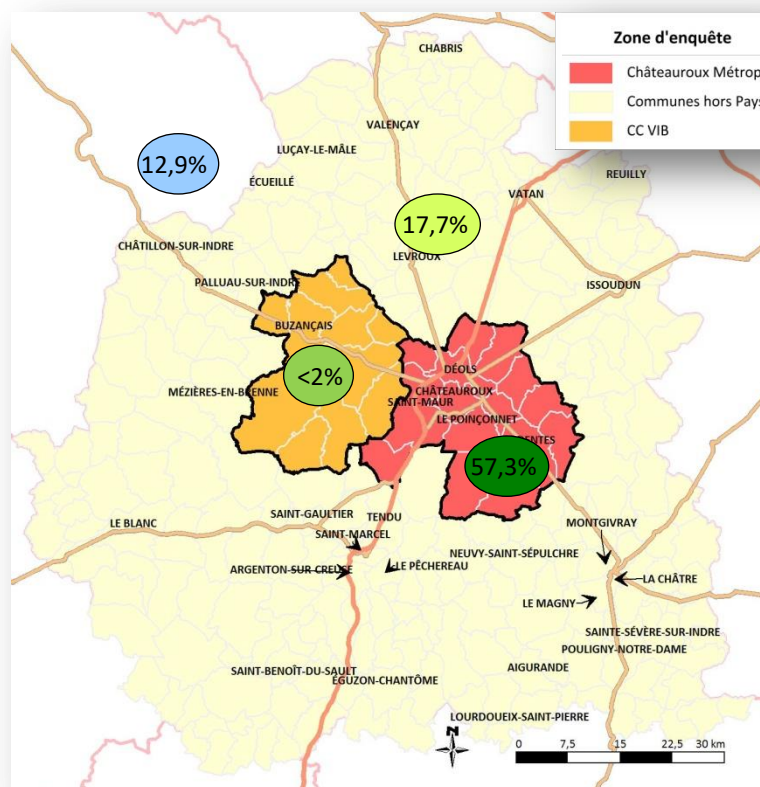 Zone d'enquête
Châteauroux Métrop
Communes hors Pays
CC VIB
CHABRIS
VALENÇAY
LUÇAY-LE-MÂLE
REUILLY
12,9%
ÉCUEILLÉ
VATAN
17,7%
CHÂTILLON-SUR-INDRE
LEVROUX
PALLUAU-SUR-INDRE
ISSOUDUN
BUZANÇAIS
DÉOLS
<2%
MÉZIÈRES-EN-BRENNE
CHÂTEAUROUX
SAINT-MAUR
LE POINÇONNET
ENTES
57,3%
SAINT-GAULTIER
TENDU
LE BLANC
MONTGIVRAY
SAINT-MARCEL
NEUVY-SAINT-SÉPULCHRE
ARGENTON-SUR-CREUSE
LE PÊCHEREAU
LA CHÂTRE
LE MAGNY
SAINTE-SÉVÈRE-SUR-INDRE
POULIGNY-NOTRE-DAME
SAINT-BENOÎT-DU-SAULT
AIGURANDE
ÉGUZON-CHANTÔME
LOURDOUEIX-SAINT-PIERRE
N
0 7,5 15 22,5 30 km